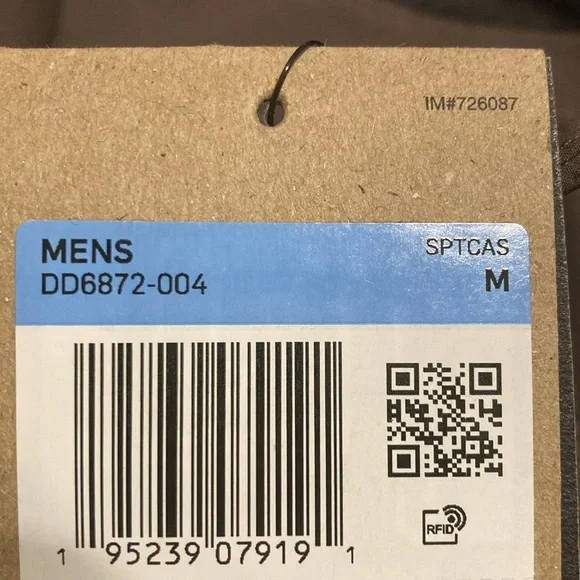 IM#726087
MENS
SPTCAS
DD6872-004
M
RFID
1 95239 07919 1